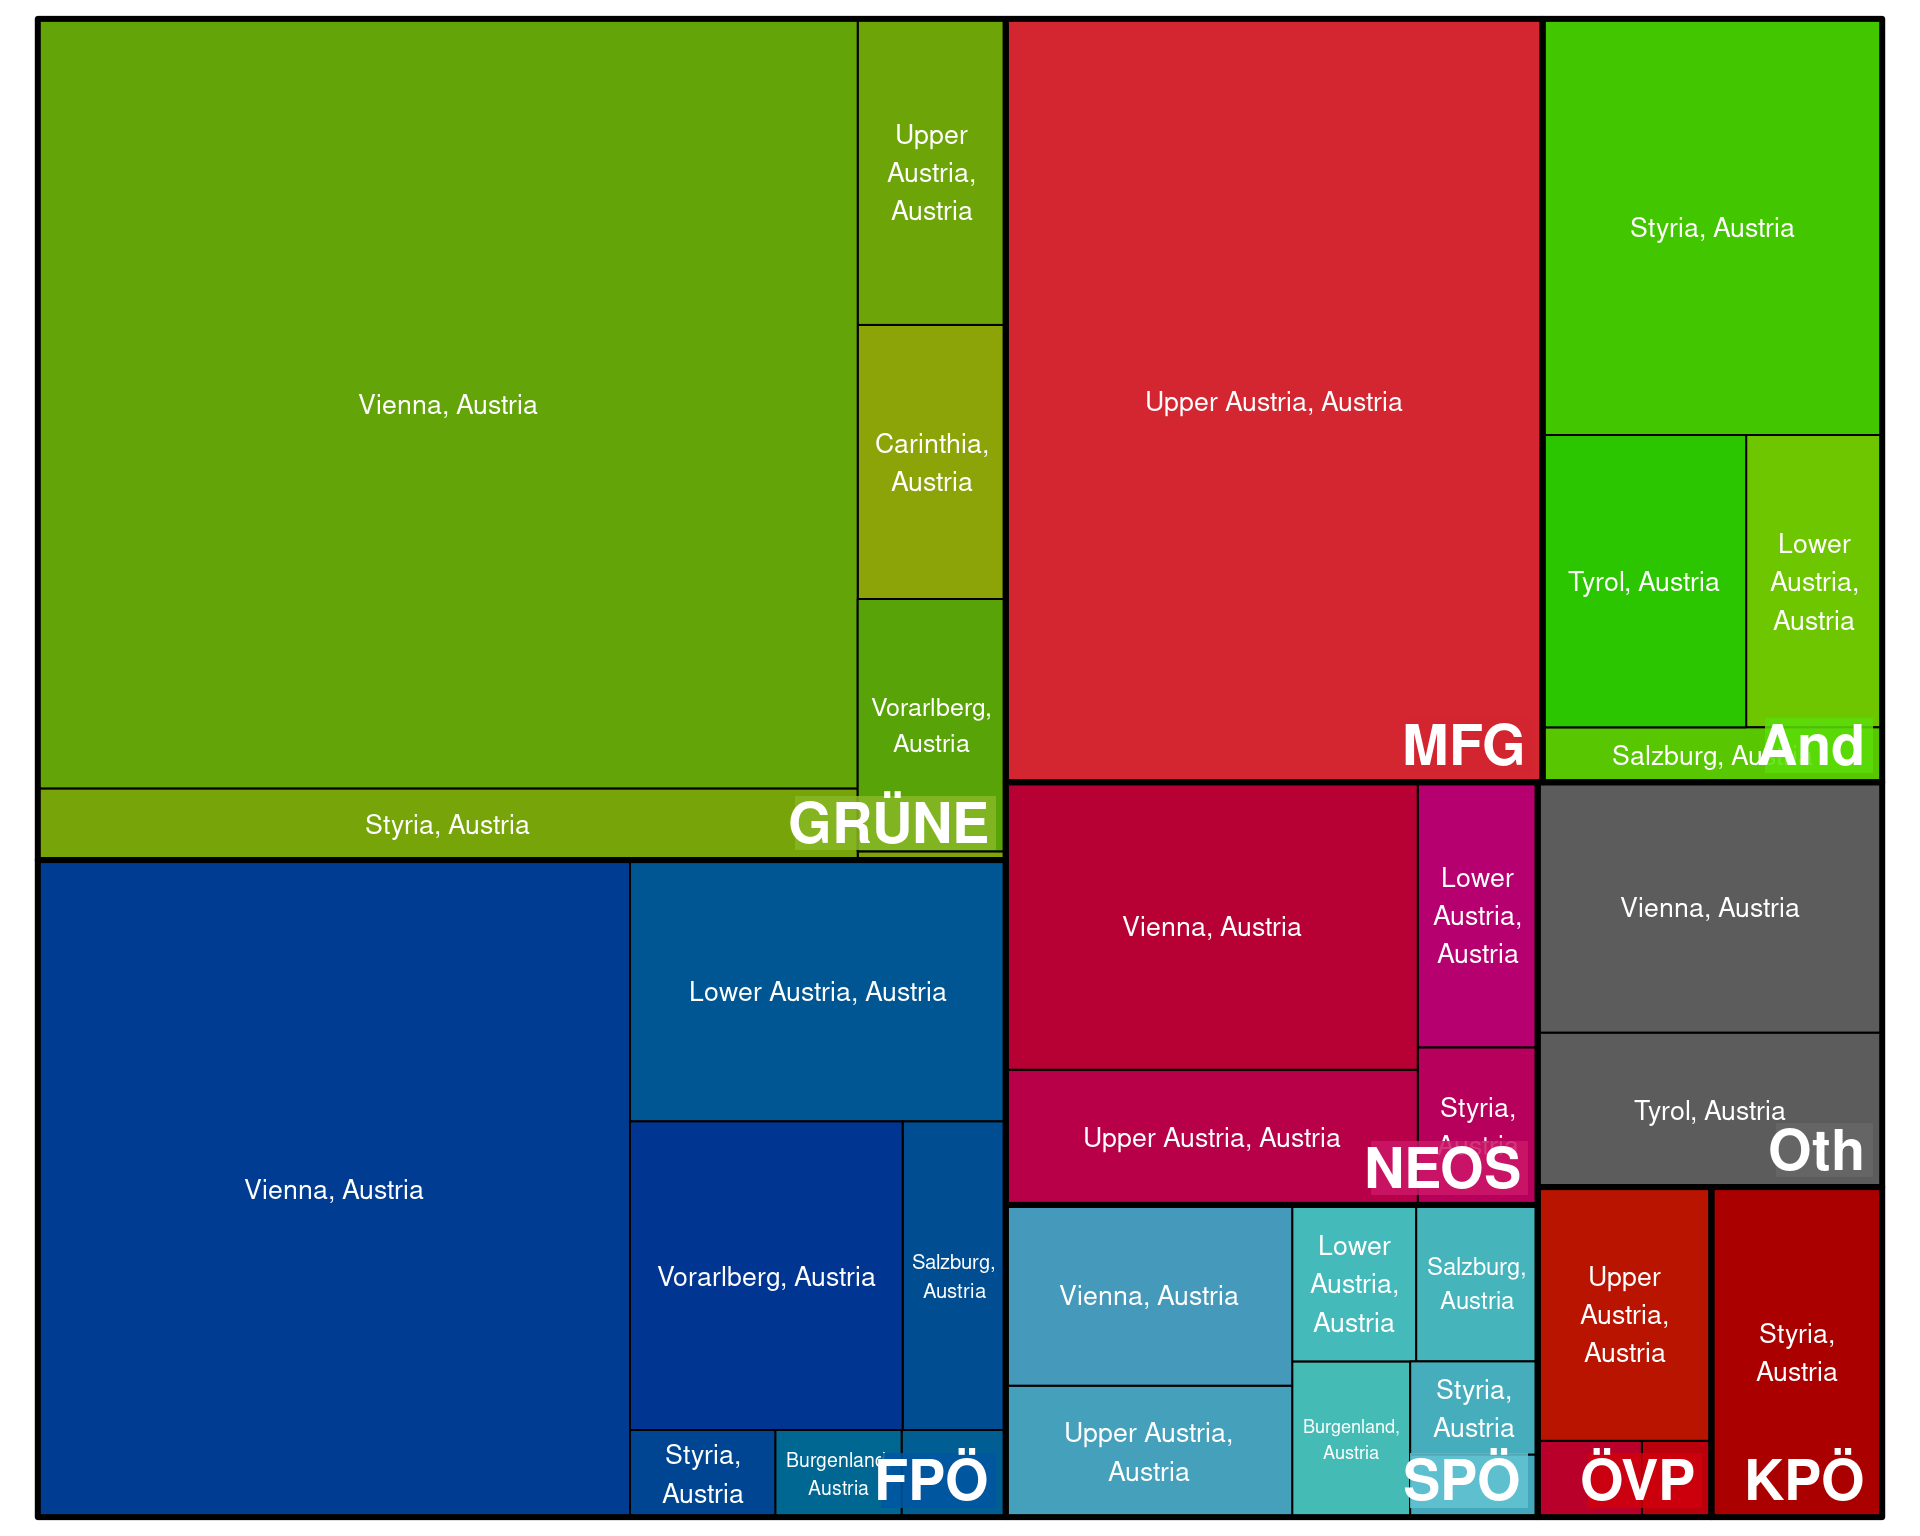 Vienna, Austria
Upper
Austria,
Austria
Carinthia,
Austria
Vorarlberg,
Austria
Styria, Austria
GRÜNE
Upper Austria, Austria
MFG
Styria, Austria
Tyrol, Austria
Lower
Austria,
Austria
Salzburg, Au
And
Vienna, Austria
Lower Austria, Austria
Vorarlberg, Austria
Salzburg,
Austria
Styria,
Austria
Burgenland
Austria
FPÖ
Vienna, Austria
Lower
Austria,
Austria
Upper Austria, Austria
Styria,
Austria
NEOS
Vienna, Austria
Tyrol, Austria
Oth
Vienna, Austria
Lower
Austria,
Austria
Salzburg,
Austria
Upper Austria,
Austria
Burgenland,
Austria
Styria,
Austria
SPÖ
Upper
Austria,
Austria
ÖVP
Styria,
Austria
KPÖ